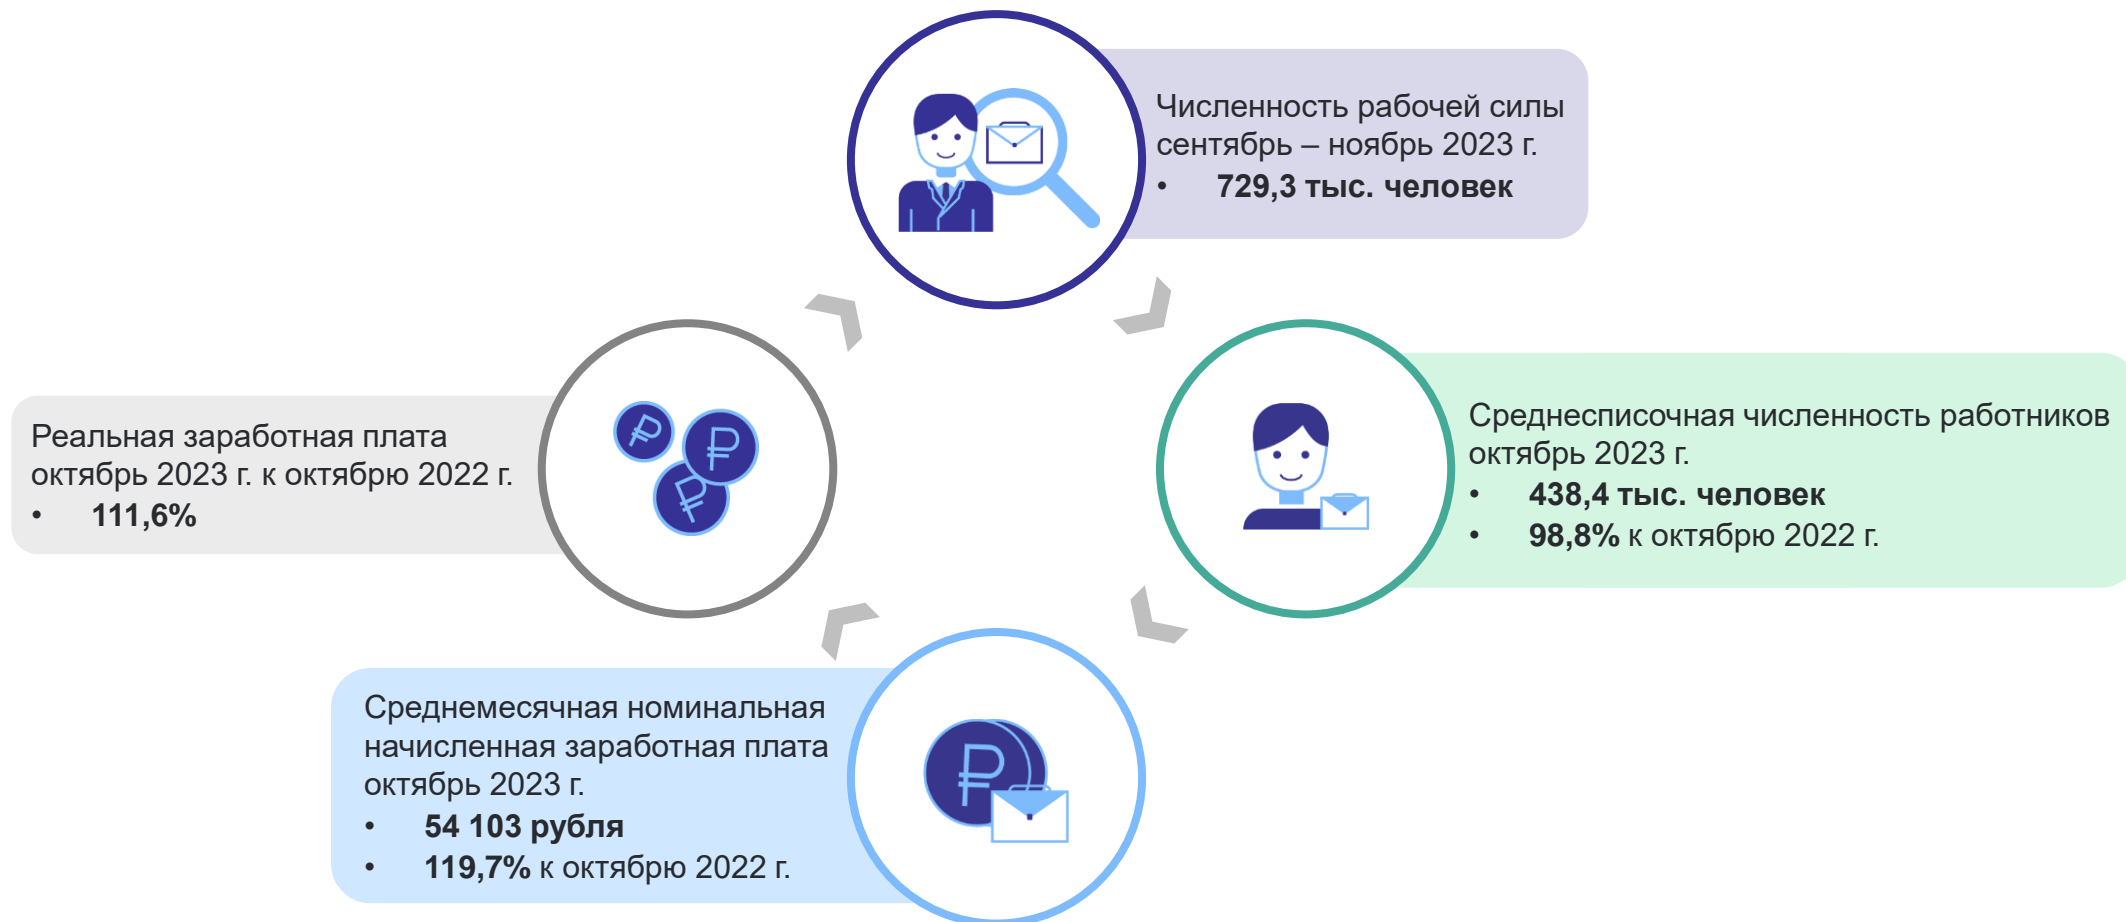 Численность рабочей силы
сентябрь – ноябрь 2023 г.
• 729,3 тыс. человек
Среднесписочная численность работников
октябрь 2023 г.
• 438,4 тыс. человек
• 98,8% к октябрю 2022 г.
Среднемесячная номинальная
начисленная заработная плата
октябрь 2023 г.
• 54 103 рубля
• 119,7% к октябрю 2022 г.
Реальная заработная плата
октябрь 2023 г. к октябрю 2022 г.
• 111,6%